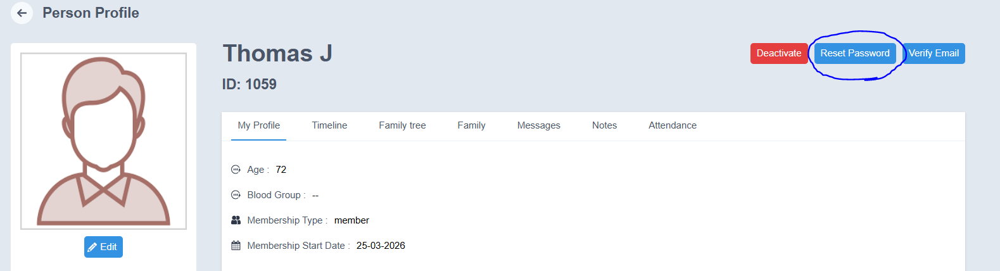 Person Profile
Thomas J
Deactivate Reset Password Verify Email
ID: 1059
My Profile Timeline Family tree Family Messages Notes Attendance
Age : 72
Blood Group : --
Membership Type : member
Membership Start Date : 25-03-2026
Edit